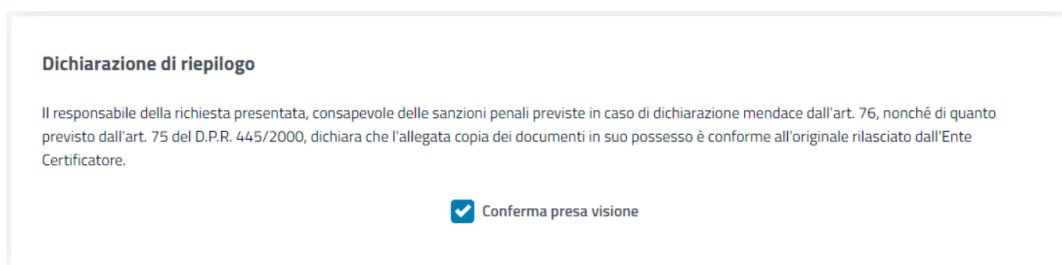 Dichiarazione di riepilogo
Il responsabile della richiesta presentata, consapevole delle sanzioni penali previste in caso di dichiarazione mendace dall'art. 76, nonché di quanto
previsto dall'art. 75 del D.P.R. 445/2000, dichiara che l'allegata copia dei documenti in suo possesso è conforme all'originale rilasciato dall'Ente
Certificatore.
Conferma presa visione